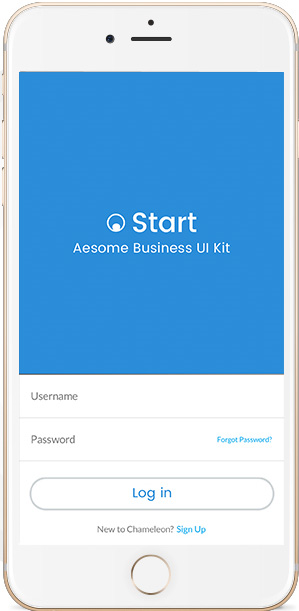 Start
Aesome Business UI Kit
Username
Password Forgot Password?
Log in
New to Chameleon? Sign Up